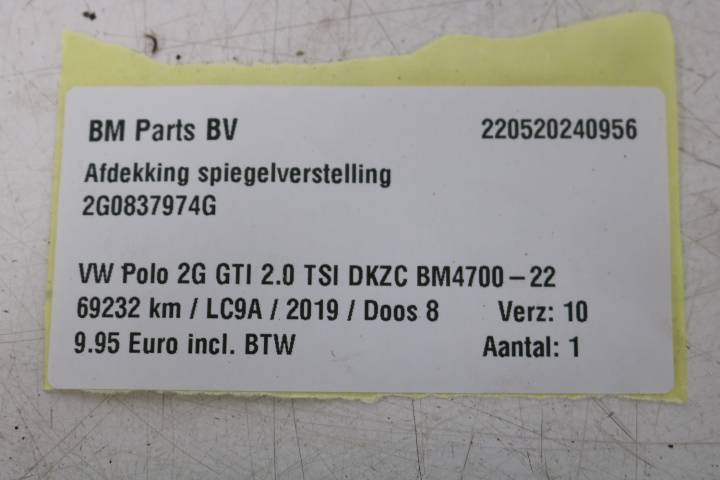 BM Parts BV 220520240956
Afdekking spiegelverstelling
2G0837974G
VW Polo 2G GTI 2.0 TSI DKZC BM4700-22
69232 km / LC9A / 2019 / Doos 8 Verz: 10
9.95 Euro incl. BTW Aantal: 1